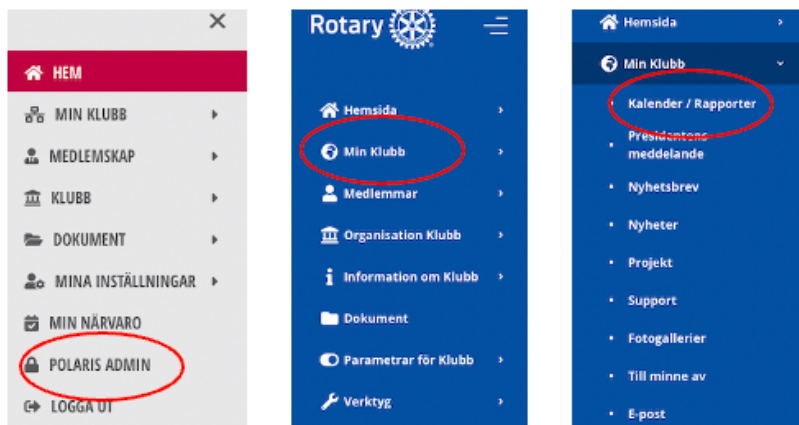 HEM
MIN KLUBB
MEDLEMSKAP
KLUBB
DOKUMENT
MINA INSTÄLLNINGAR
MIN NÄRVARO
POLARIS ADMIN
LOGGA UT
Rotary
Hemsida
Min Klubb
Medlemmar
Organisation Klubb
Information om Klubb
Dokument
Parametrar för Klubb
Verktyg
Hemsida
Min Klubb
Kalender / Rapporter
Presidentens
meddelande
Nyhetsbrev
Nyheter
Projekt
Support
Fotogallerier
Till minne av
E-post